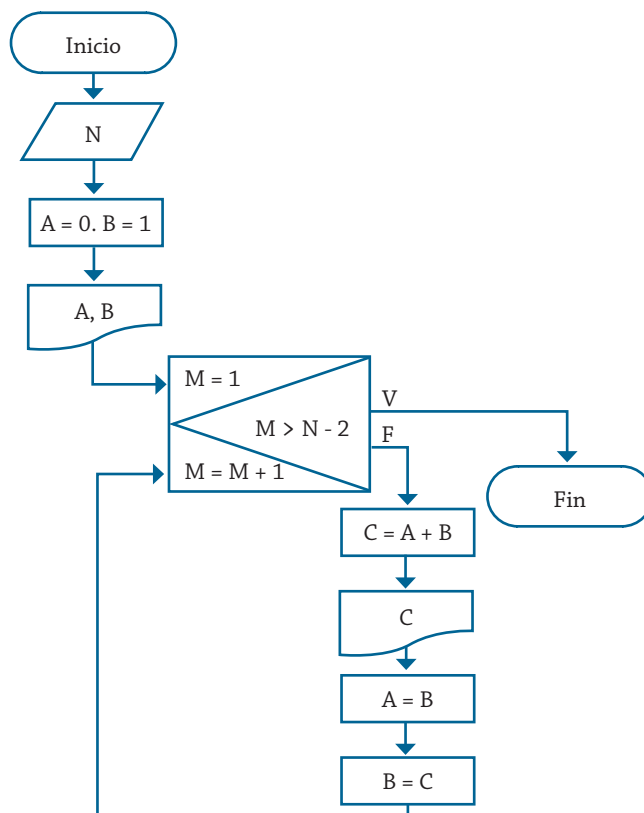 Inicio
N
A = 0. B = 1
A, B
M = 1
M > N - 2
M = M + 1
V
F
Fin
C = A + B
C
A = B
B = C